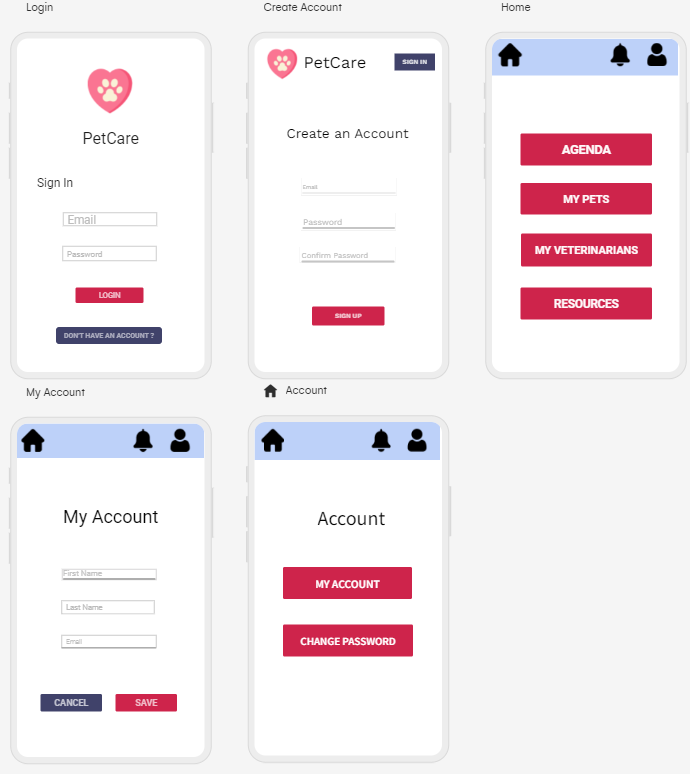 Login
PetCare
Sign In
Email
Password
LOGIN
DON'T HAVE AN ACCOUNT ?
Create Account
PetCare
SIGN IN
Create an Account
Email
Password
Confirm Password
SIGN UP
Home
AGENDA
MY PETS
MY VETERINARIANS
RESOURCES
My Account
My Account
First Name
Last Name
Email
CANCEL
SAVE
Account
Account
MY ACCOUNT
CHANGE PASSWORD